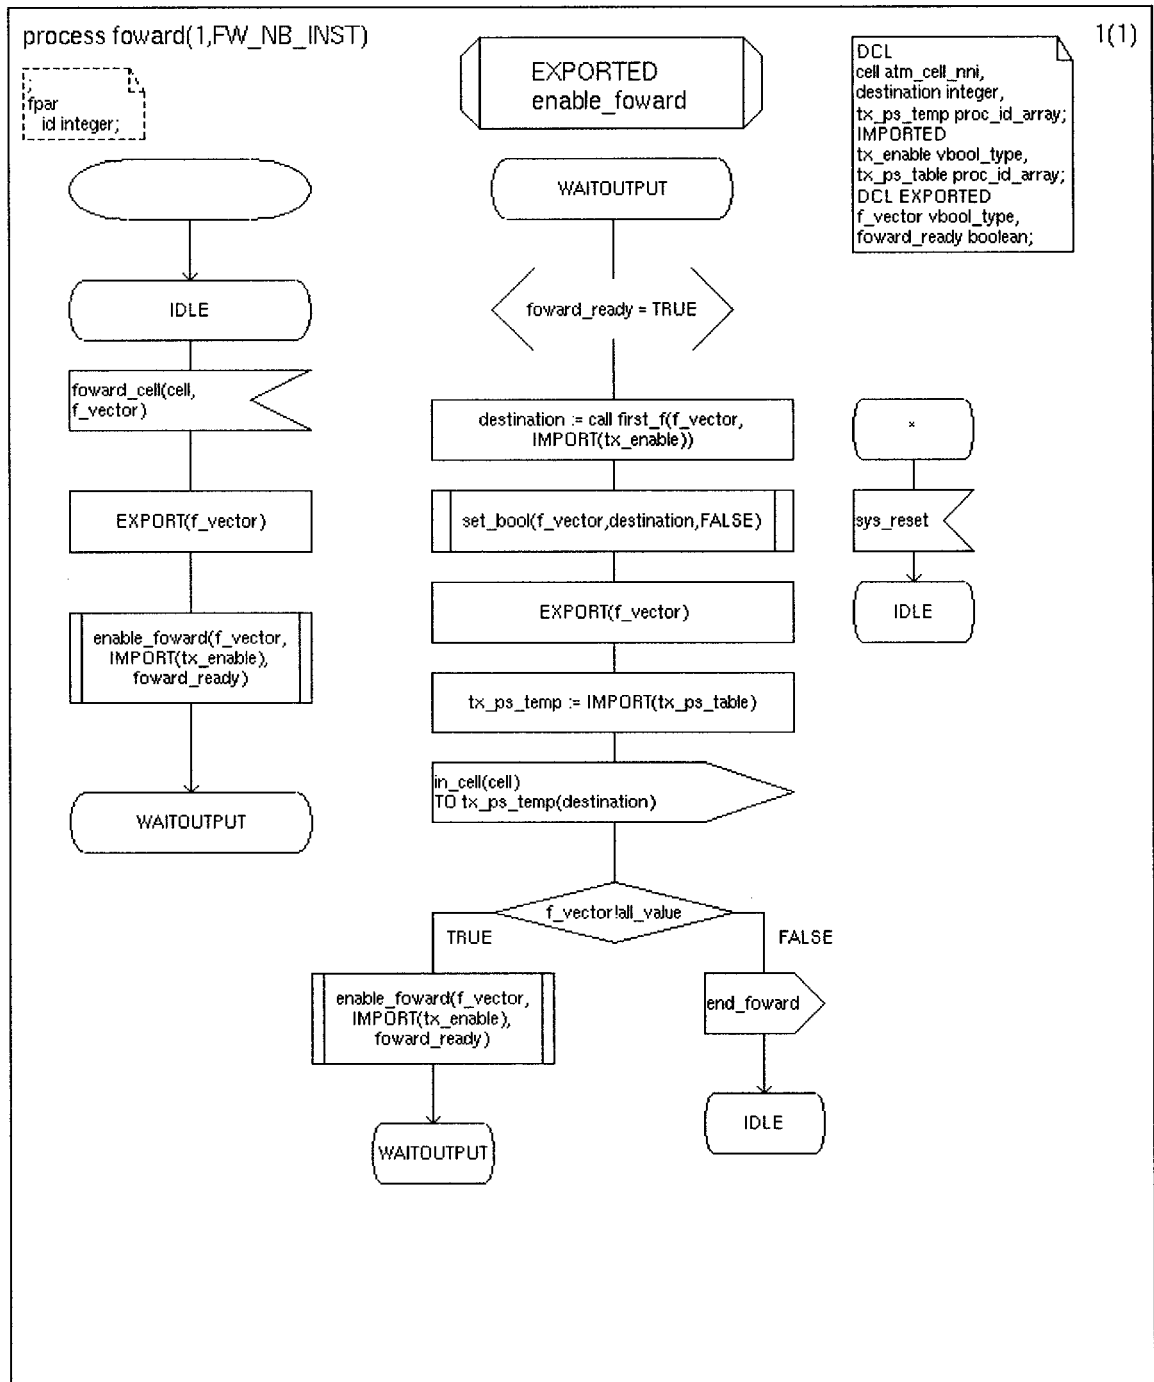 process foward(1,FW_NB_INST)
1(1)
;
fpar
id integer;
EXPORTED
enable_foward
DCL
cell atm_cell_nni,
destination integer,
tx_ps_temp proc_id_array;
IMPORTED
tx_enable vbool_type,
tx_ps_table proc_id_array;
DCL EXPORTED
f_vector vbool_type,
foward_ready boolean;
IDLE
foward_cell(cell,
f_vector)
EXPORT(f_vector)
enable_foward(f_vector,
IMPORT(tx_enable),
foward_ready)
WAITOUTPUT
WAITOUTPUT
foward_ready = TRUE
destination := call first_f(f_vector,
IMPORT(tx_enable))
set_bool(f_vector,destination,FALSE)
EXPORT(f_vector)
tx_ps_temp := IMPORT(tx_ps_table)
in_cell(cell)
TO tx_ps_temp(destination)
f_vector!all_value
TRUE
FALSE
enable_foward(f_vector,
IMPORT(tx_enable),
foward_ready)
WAITOUTPUT
end_foward
IDLE
*
sys_reset
IDLE